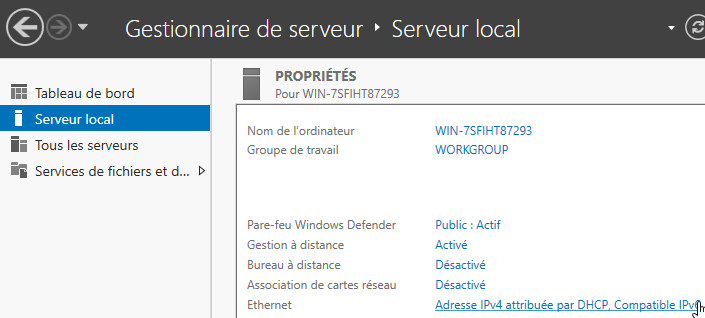 Gestionnaire de serveur ‣ Serveur local
Tableau de bord
Serveur local
Tous les serveurs
Services de fichiers et d...
PROPRIÉTÉS
Pour WIN-7SFIHT87293
Nom de l'ordinateur WIN-7SFIHT87293
Groupe de travail WORKGROUP
Pare-feu Windows Defender Public : Actif
Gestion à distance Activé
Bureau à distance Désactivé
Association de cartes réseau Désactivé
Ethernet Adresse IPv4 attribuée par DHCP, Compatible IPv6